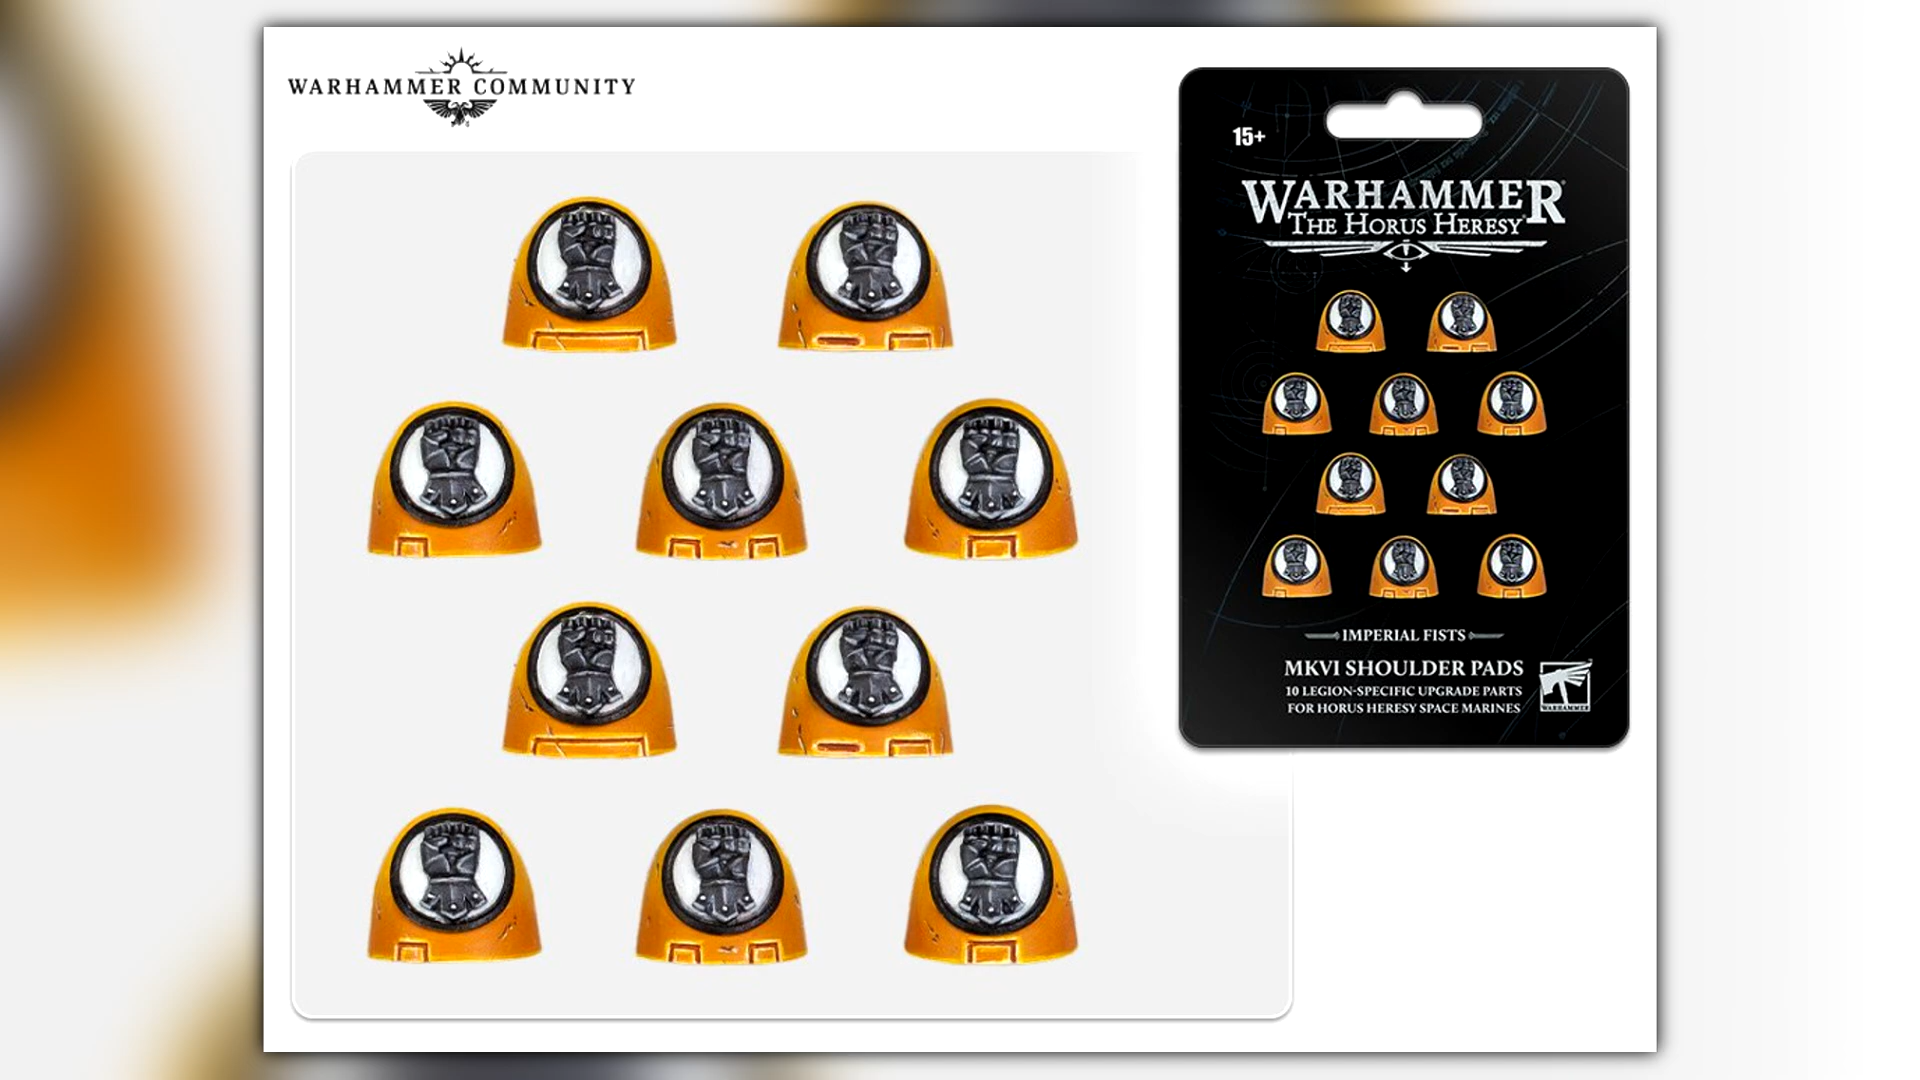 WARHAMMER COMMUNITY
15+
WARHAMMER
THE HORUS HERESY
IMPERIAL FISTS
MKVI SHOULDER PADS
10 LEGION-SPECIFIC UPGRADE PARTS
FOR HORUS HERESY SPACE MARINES
WARHAMMER